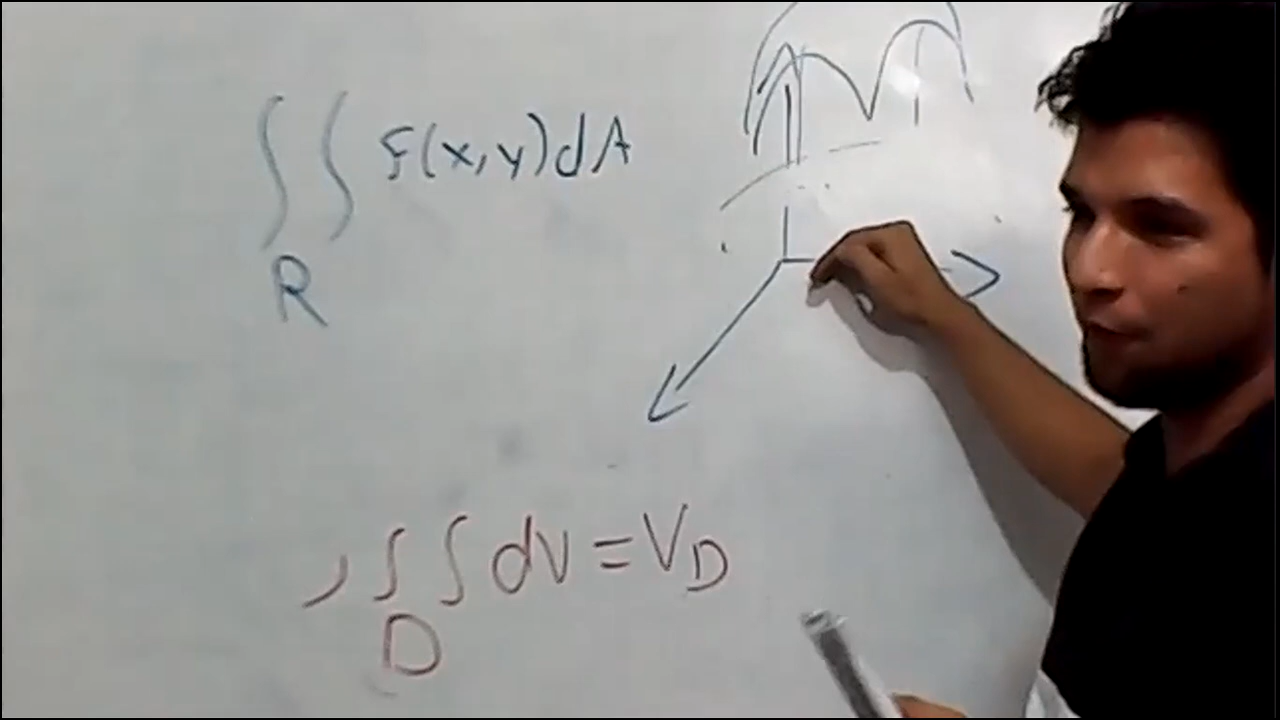 ∫∫ f(x,y)dA
R
∫∫∫ dV = V_D
D